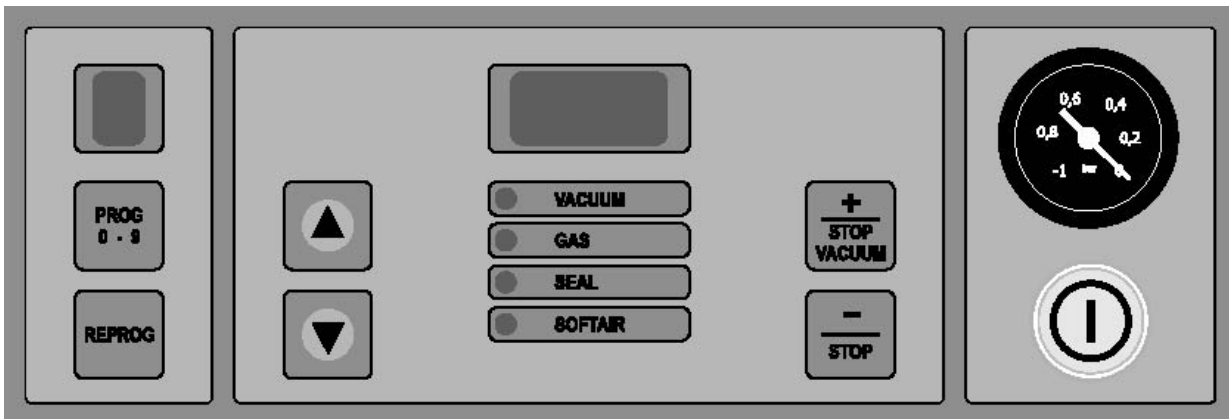 PROG
0 - 9
REPROG
VACUUM
GAS
SEAL
SOFTAIR
+
STOP
VACUUM
-
STOP
0,6 0,4
0,8 0,2
-1 bar 0